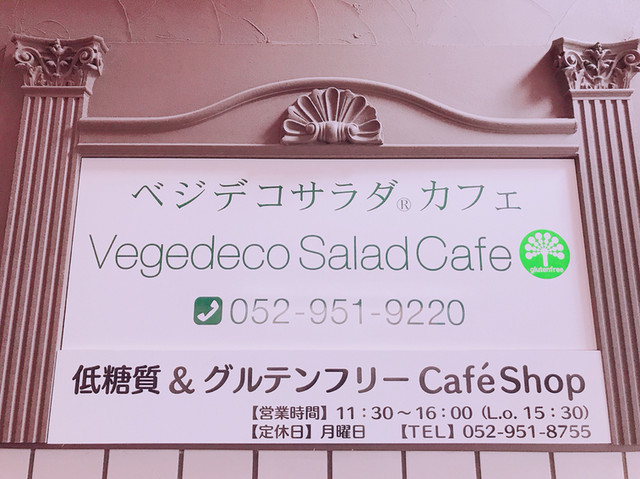 ベジデコサラダ® カフェ
Vegedeco Salad Cafe
glutenfree
052-951-9220
低糖質 & グルテンフリー Café Shop
【営業時間】11：30～16：00（L.o. 15：30）
【定休日】月曜日 【TEL】052-951-8755